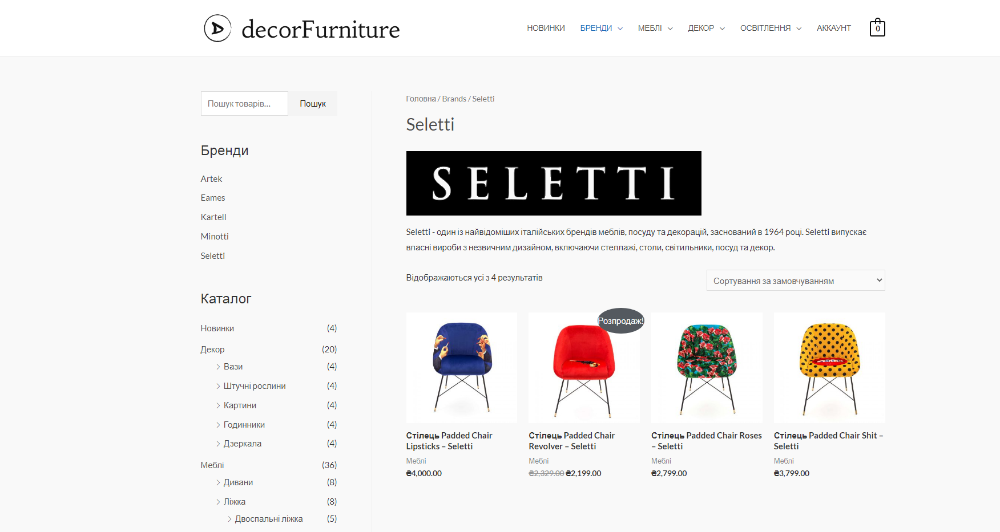 decorFurniture
НОВИНКИ БРЕНДИ МЕБЛІ ДЕКОР ОСВІТЛЕННЯ АККАУНТ 0
Пошук товарів... Пошук
Бренди
Artek
Eames
Kartell
Minotti
Seletti
Каталог
Новинки (4)
Декор (20)
Вази (4)
Штучні рослини (4)
Картини (4)
Годинники (4)
Дзеркала (4)
Меблі (36)
Дивани (8)
Ліжка (8)
Двоспальні ліжка (5)
Головна / Brands / Seletti
Seletti
SELETTI
Seletti - один із найвідоміших італійських брендів меблів, посуду та декорацій, заснований в 1964 році. Seletti випускає
власні вироби з незвичним дизайном, включаючи стеллажі, столи, світильники, посуд та декор.
Відображаються усі з 4 результатів
Сортування за замовчуванням
Стілець Padded Chair
Lipsticks – Seletti
Меблі
₴4,000.00
Розпродаж!
Стілець Padded Chair
Revolver – Seletti
Меблі
₴2,329.00 ₴2,199.00
Стілець Padded Chair Roses
– Seletti
Меблі
₴2,799.00
Стілець Padded Chair Shit –
Seletti
Меблі
₴3,799.00